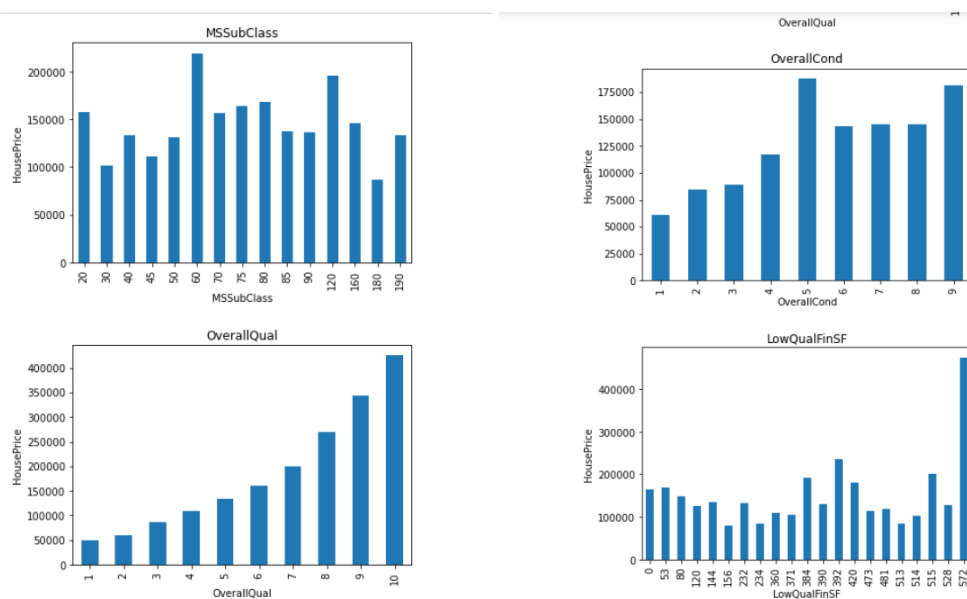 MSSubClass
200000
150000
100000
50000
0
HousePrice
20 30 40 45 50 60 70 75 80 85 90 120 160 180 190
MSSubClass
OverallQual
400000
350000
300000
250000
200000
150000
100000
50000
0
HousePrice
1 2 3 4 5 6 7 8 9 10
OverallQual
1
OverallQual
OverallCond
175000
150000
125000
100000
75000
50000
25000
0
HousePrice
1 2 3 4 5 6 7 8 9
OverallCond
LowQualFinSF
400000
300000
200000
100000
0
HousePrice
0 53 80 120 144 156 232 234 360 371 384 390 392 420 473 481 513 514 515 528 572
LowQualFinSF